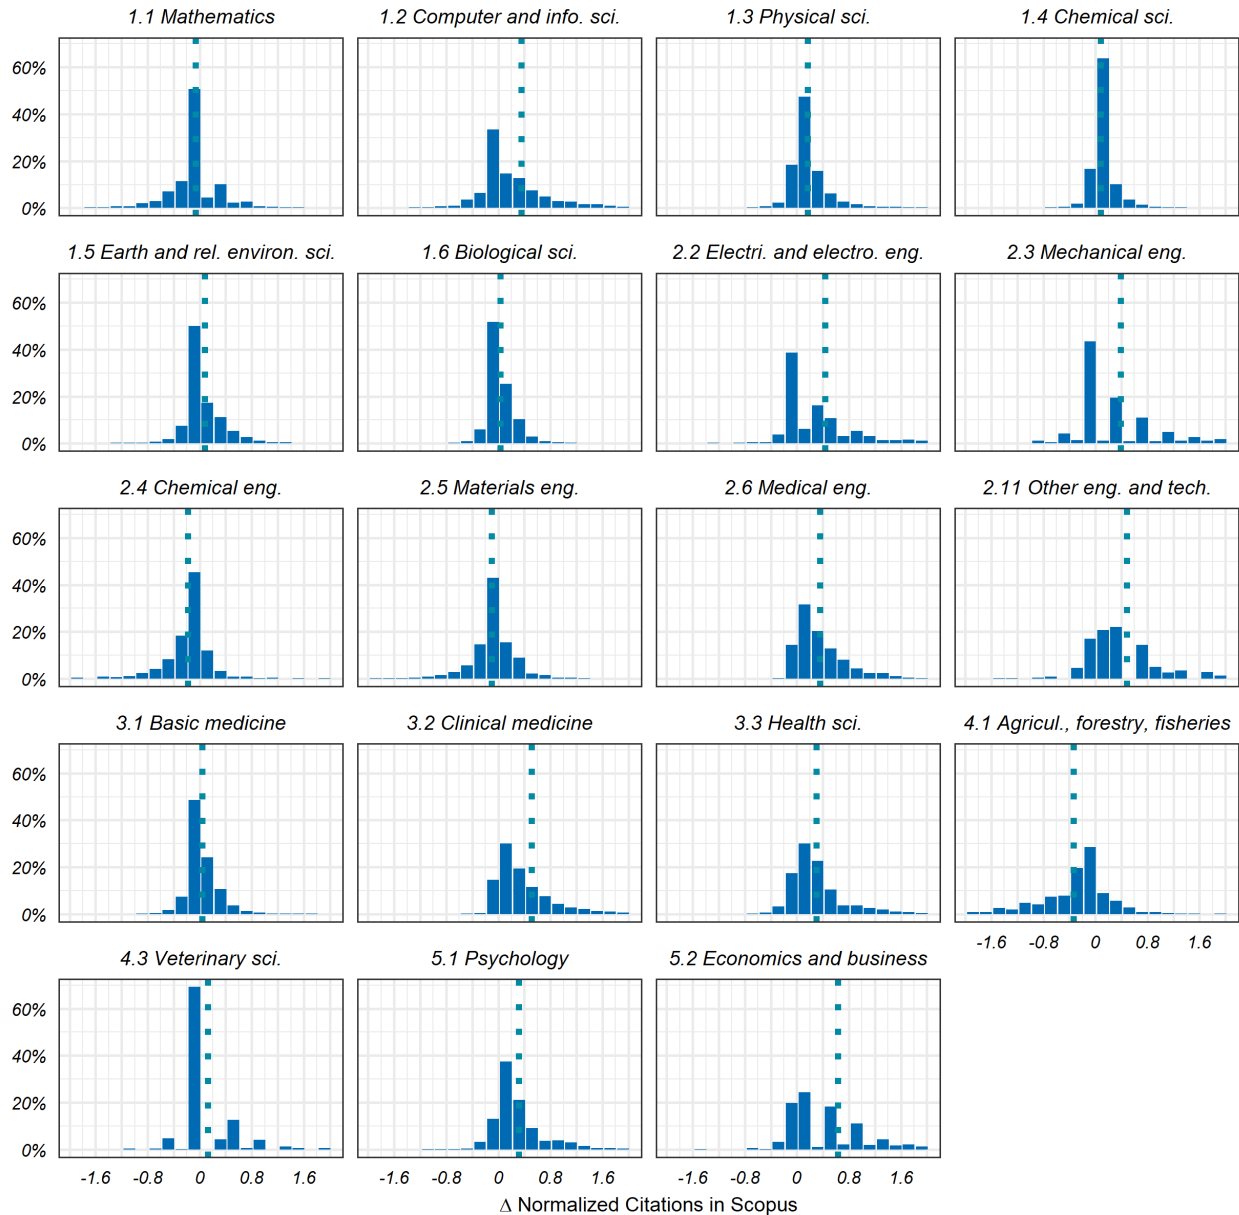 1.1 Mathematics
1.2 Computer and info. sci.
1.3 Physical sci.
1.4 Chemical sci.
60%
40%
20%
0%
1.5 Earth and rel. environ. sci.
1.6 Biological sci.
2.2 Electri. and electro. eng.
2.3 Mechanical eng.
60%
40%
20%
0%
2.4 Chemical eng.
2.5 Materials eng.
2.6 Medical eng.
2.11 Other eng. and tech.
60%
40%
20%
0%
3.1 Basic medicine
3.2 Clinical medicine
3.3 Health sci.
4.1 Agricul., forestry, fisheries
60%
40%
20%
0%
-1.6 -0.8 0 0.8 1.6
4.3 Veterinary sci.
5.1 Psychology
5.2 Economics and business
60%
40%
20%
0%
-1.6 -0.8 0 0.8 1.6
-1.6 -0.8 0 0.8 1.6
-1.6 -0.8 0 0.8 1.6
Δ Normalized Citations in Scopus